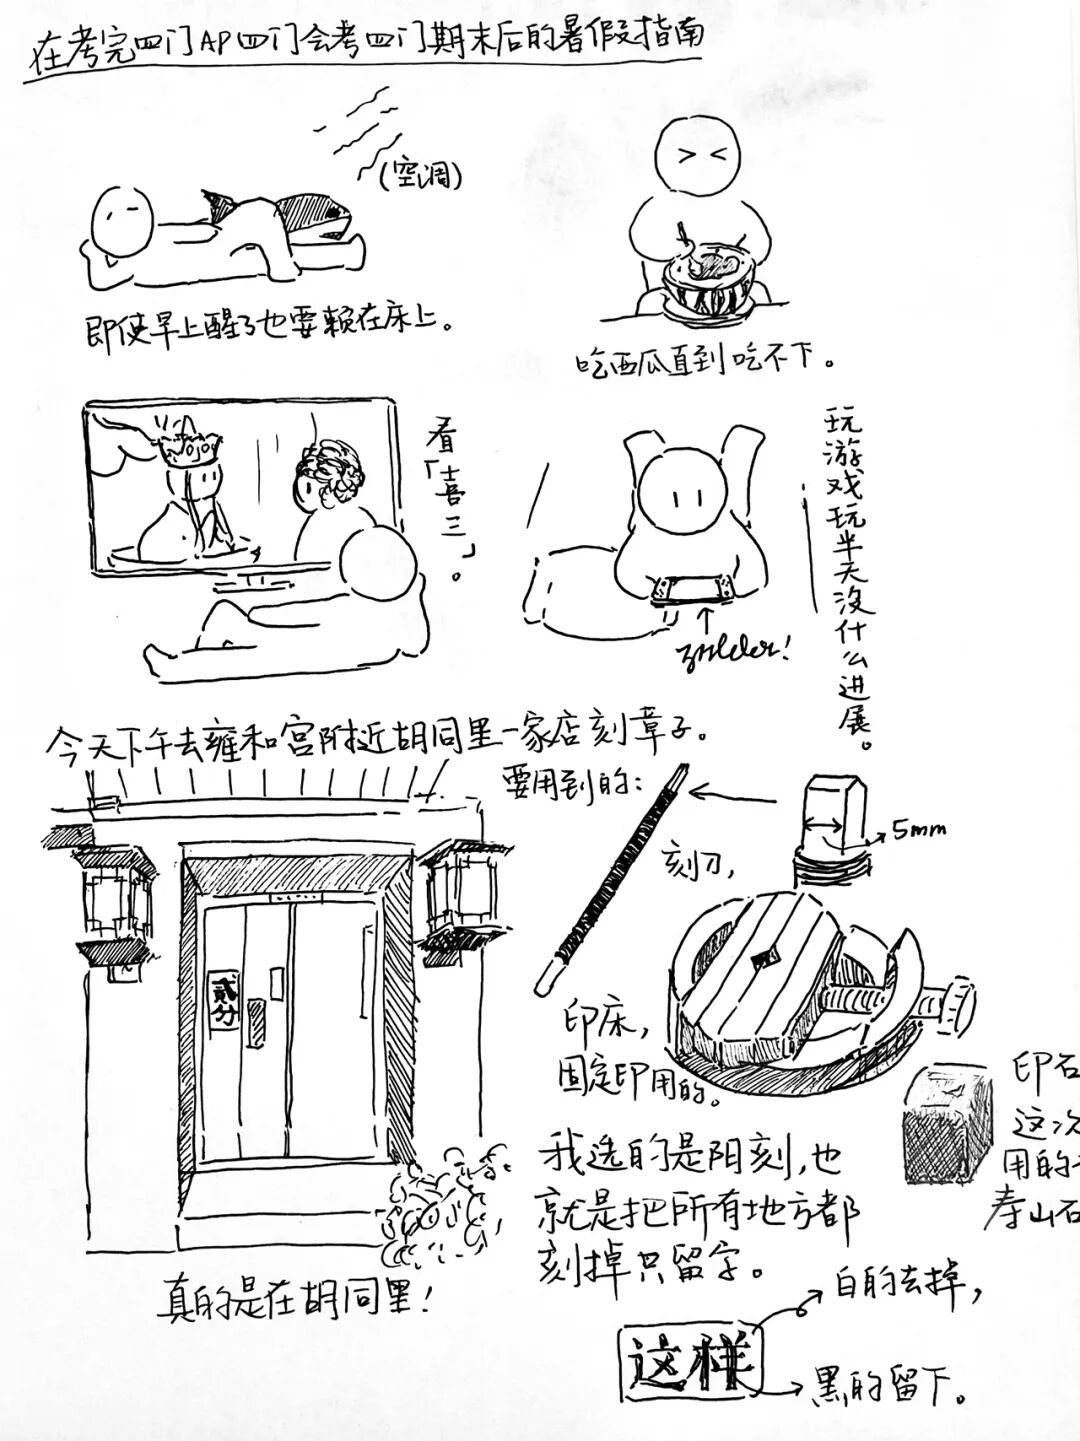 在考完四门AP四门会考四门期末后的暑假指南
(空调)
即使早上醒了也要赖在床上。
吃西瓜直到吃不下。
看「喜三」。
玩游戏玩半天没什么进展。
↑
今天下午去雍和宫附近胡同里一家店刻章子。
要用到的:
刻刀,
5mm
贰分
印床,
固定印用的。
印石
这次
用的
寿山石
我选的是阳刻,也
就是把所有地方都
刻掉只留字。
真的是在胡同里!
白的去掉,
这样
黑的留下。